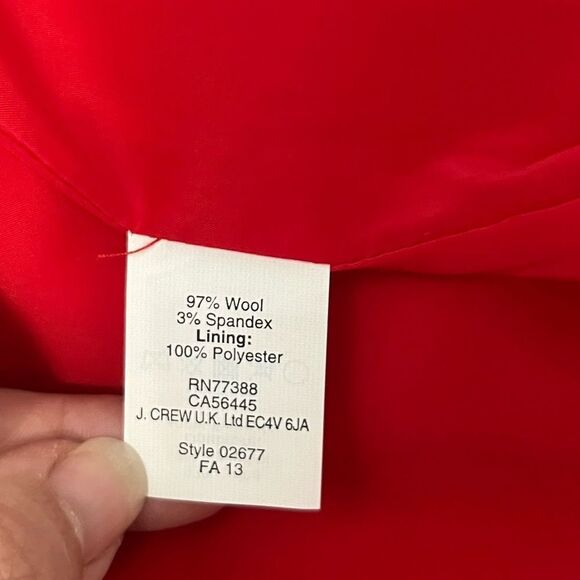 97% Wool
3% Spandex
Lining:
100% Polyester
RN77388
CA56445
J. CREW U.K. Ltd EC4V 6JA
Style 02677
FA 13